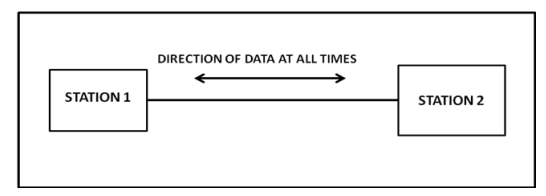 DIRECTION OF DATA AT ALL TIMES
STATION 1
STATION 2